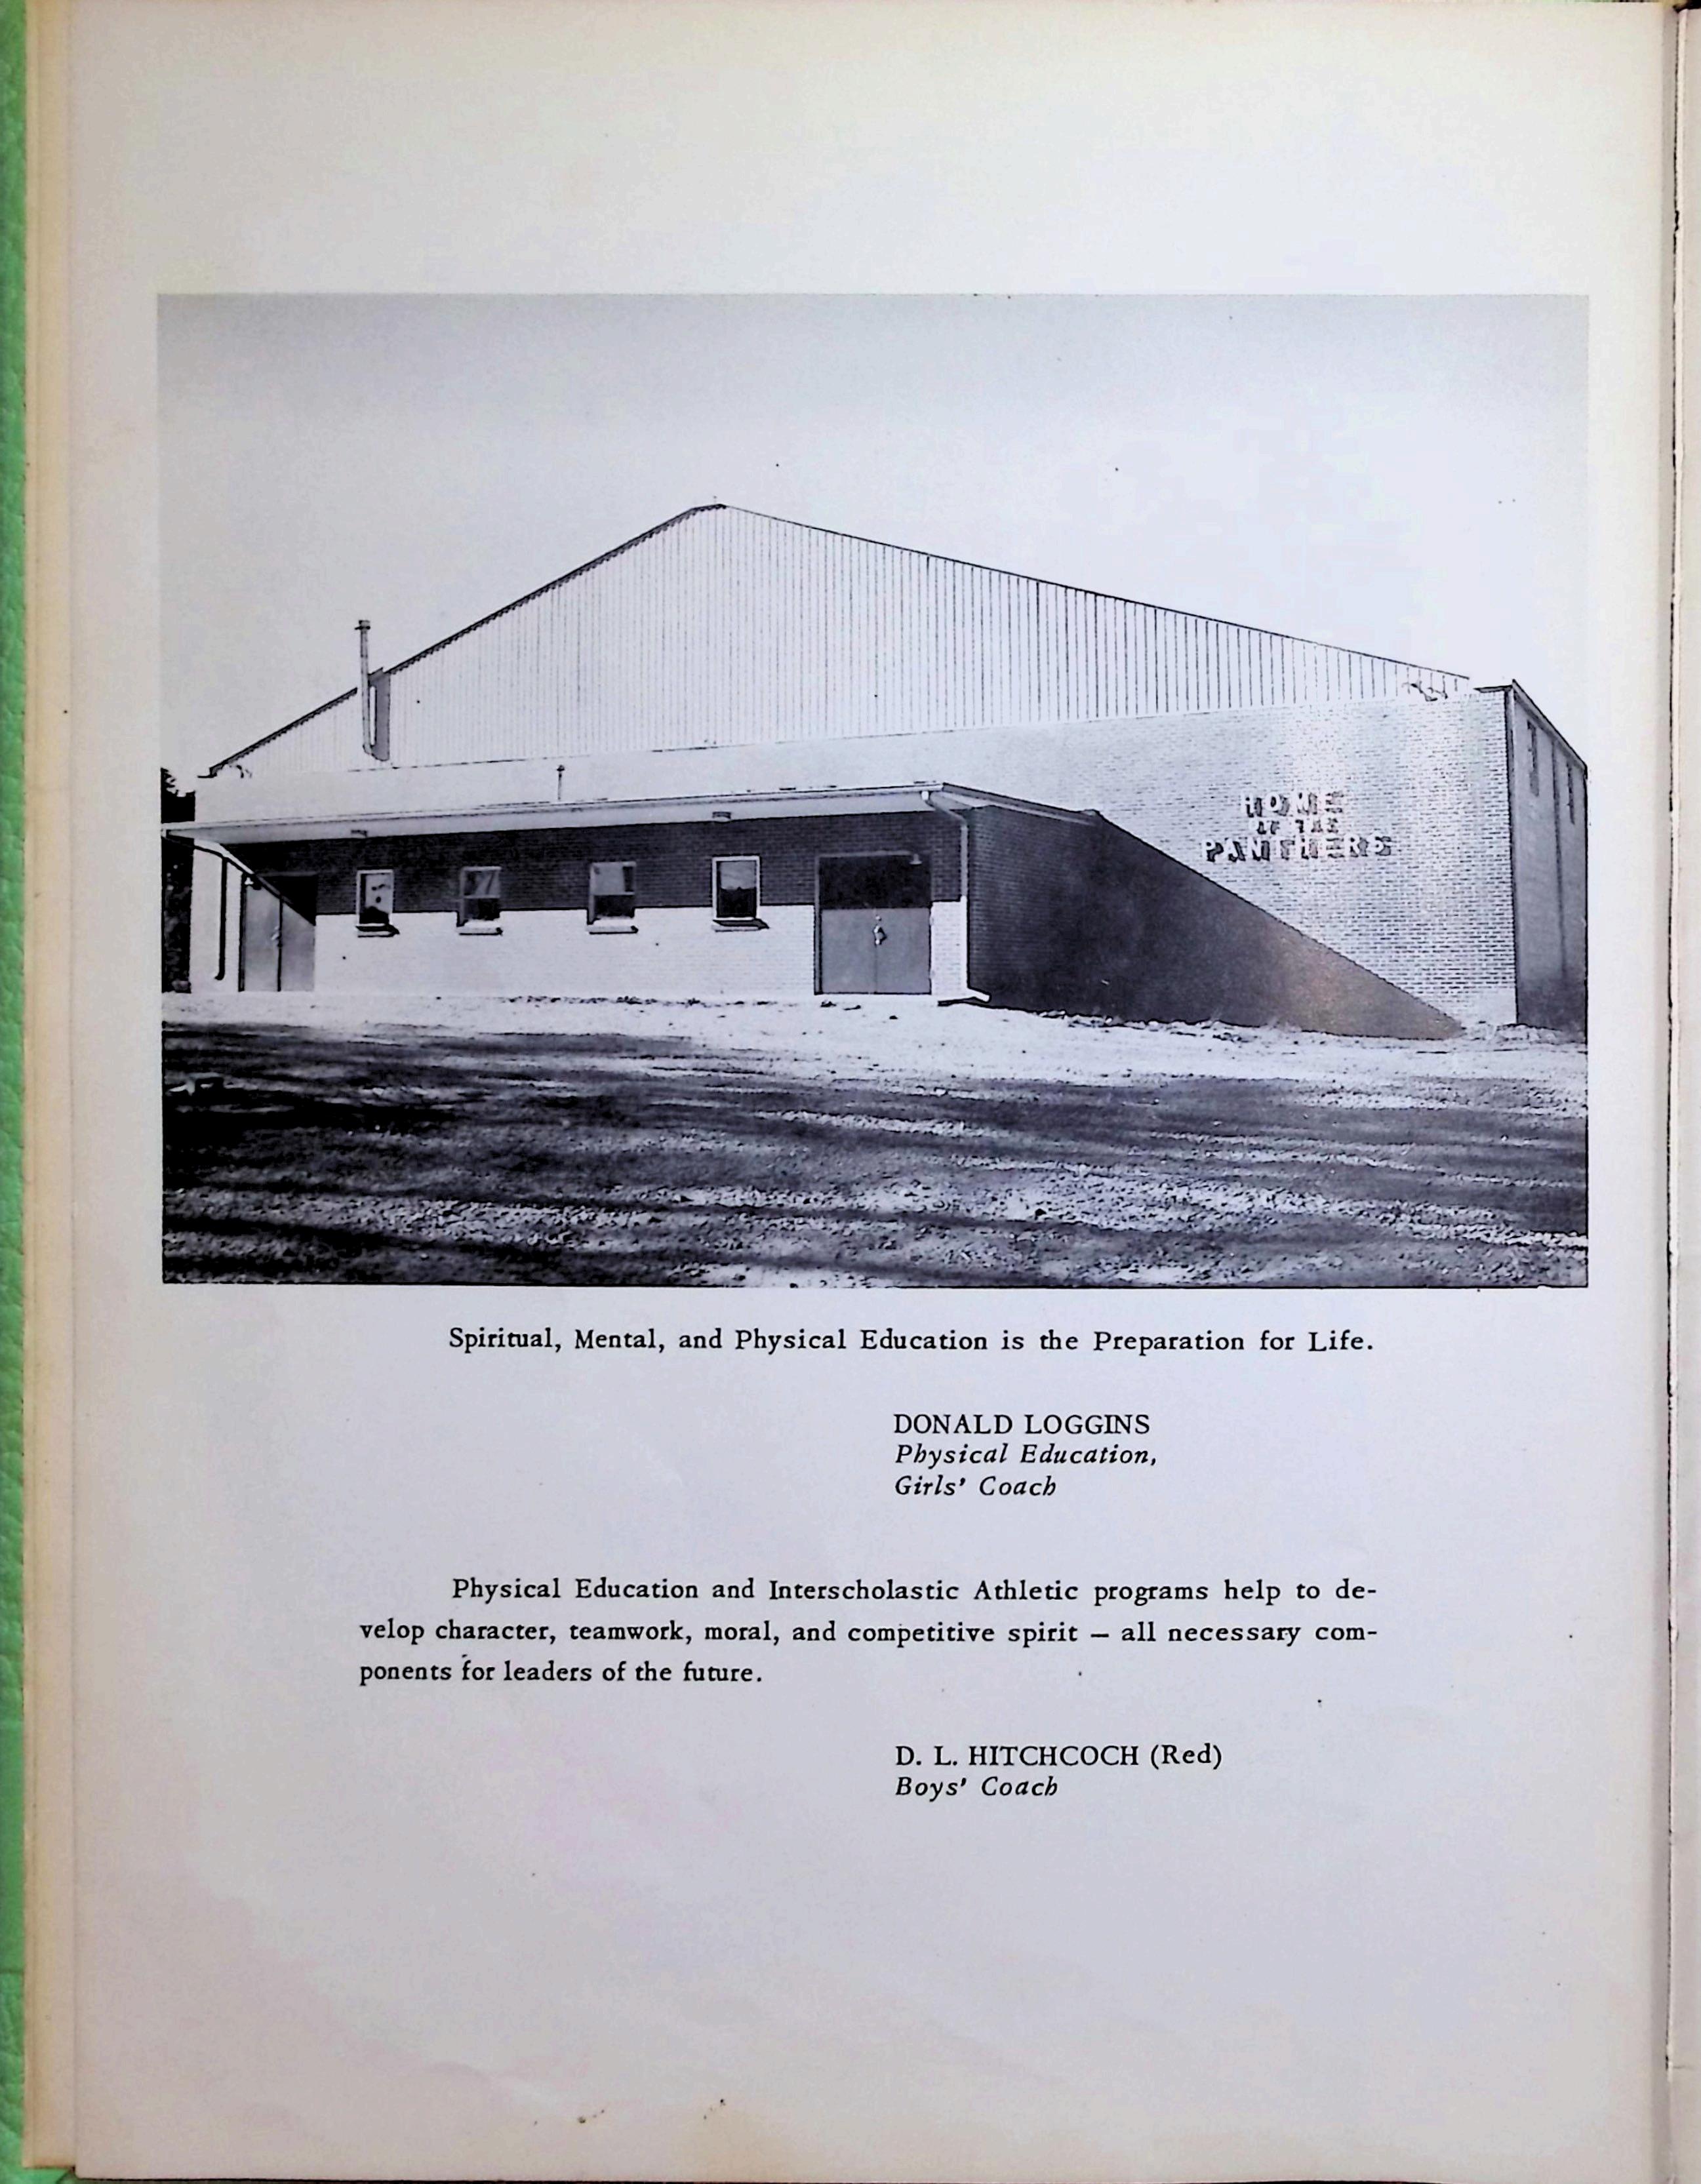 HOME
OF THE
PANTHERS
Spiritual, Mental, and Physical Education is the Preparation for Life.
DONALD LOGGINS
Physical Education,
Girls' Coach
Physical Education and Interscholastic Athletic programs help to de-
velop character, teamwork, moral, and competitive spirit — all necessary com-
ponents for leaders of the future.
D. L. HITCHCOCH (Red)
Boys' Coach